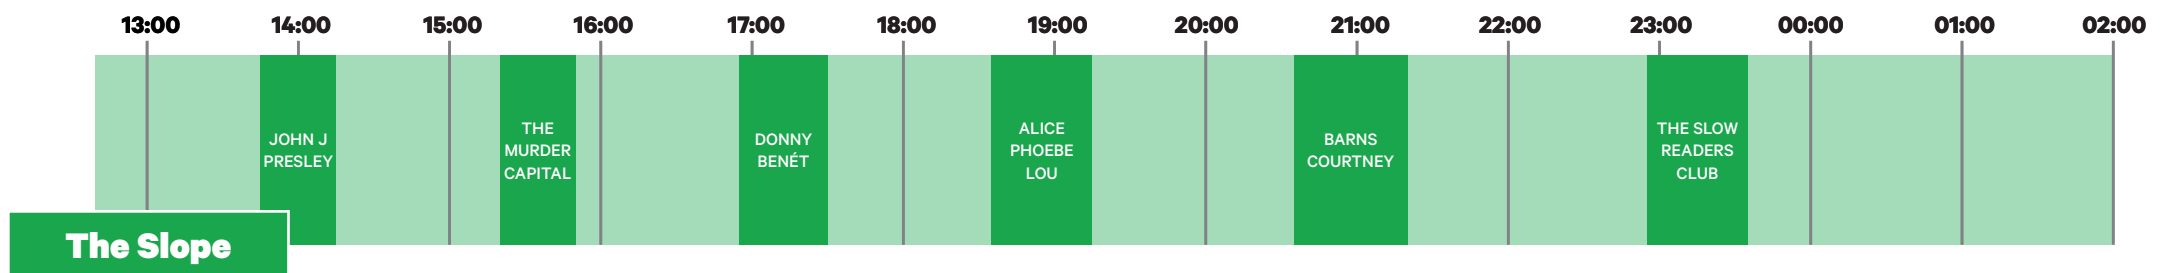 13:00 14:00 15:00 16:00 17:00 18:00 19:00 20:00 21:00 22:00 23:00 00:00 01:00 02:00
JOHN J
PRESLEY
THE
MURDER
CAPITAL
DONNY
BENÉT
ALICE
PHOEBE
LOU
BARNS
COURTNEY
THE SLOW
READERS
CLUB
The Slope